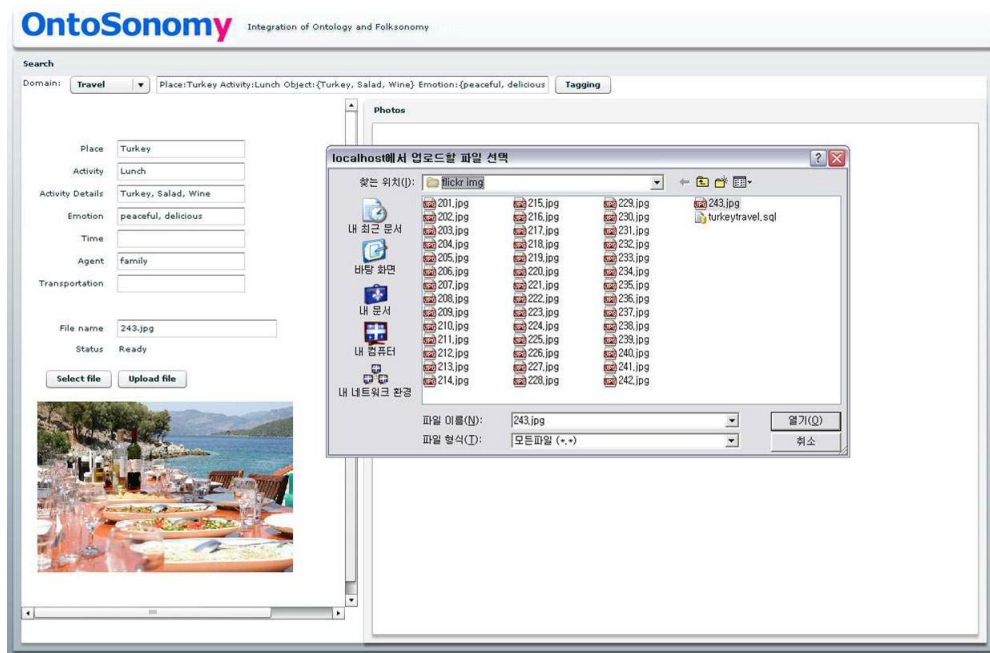 OntoSonomy Integration of Ontology and Folksonomy
Search
Domain: Travel Place:Turkey Activity:Lunch Object:{Turkey, Salad, Wine} Emotion:{peaceful, delicious Tagging
Place Turkey
Activity Lunch
Activity Details Turkey, Salad, Wine
Emotion peaceful, delicious
Time
Agent family
Transportation
File name 243.jpg
Status Ready
Select file Upload file
Photos
localhost에서 업로드할 파일 선택
찾는 위치(I): flickr img
내 최근 문서
바탕 화면
내 문서
내 컴퓨터
내 네트워크 환경
201.jpg 215.jpg 229.jpg 243.jpg
202.jpg 216.jpg 230.jpg turkeytravel.sql
203.jpg 217.jpg 231.jpg
204.jpg 218.jpg 232.jpg
205.jpg 219.jpg 233.jpg
206.jpg 220.jpg 234.jpg
207.jpg 221.jpg 235.jpg
208.jpg 222.jpg 236.jpg
209.jpg 223.jpg 237.jpg
210.jpg 224.jpg 238.jpg
211.jpg 225.jpg 239.jpg
212.jpg 226.jpg 240.jpg
213.jpg 227.jpg 241.jpg
214.jpg 228.jpg 242.jpg
파일 이름(N): 243.jpg 열기(O)
파일 형식(T): 모든파일 (*.*) 취소